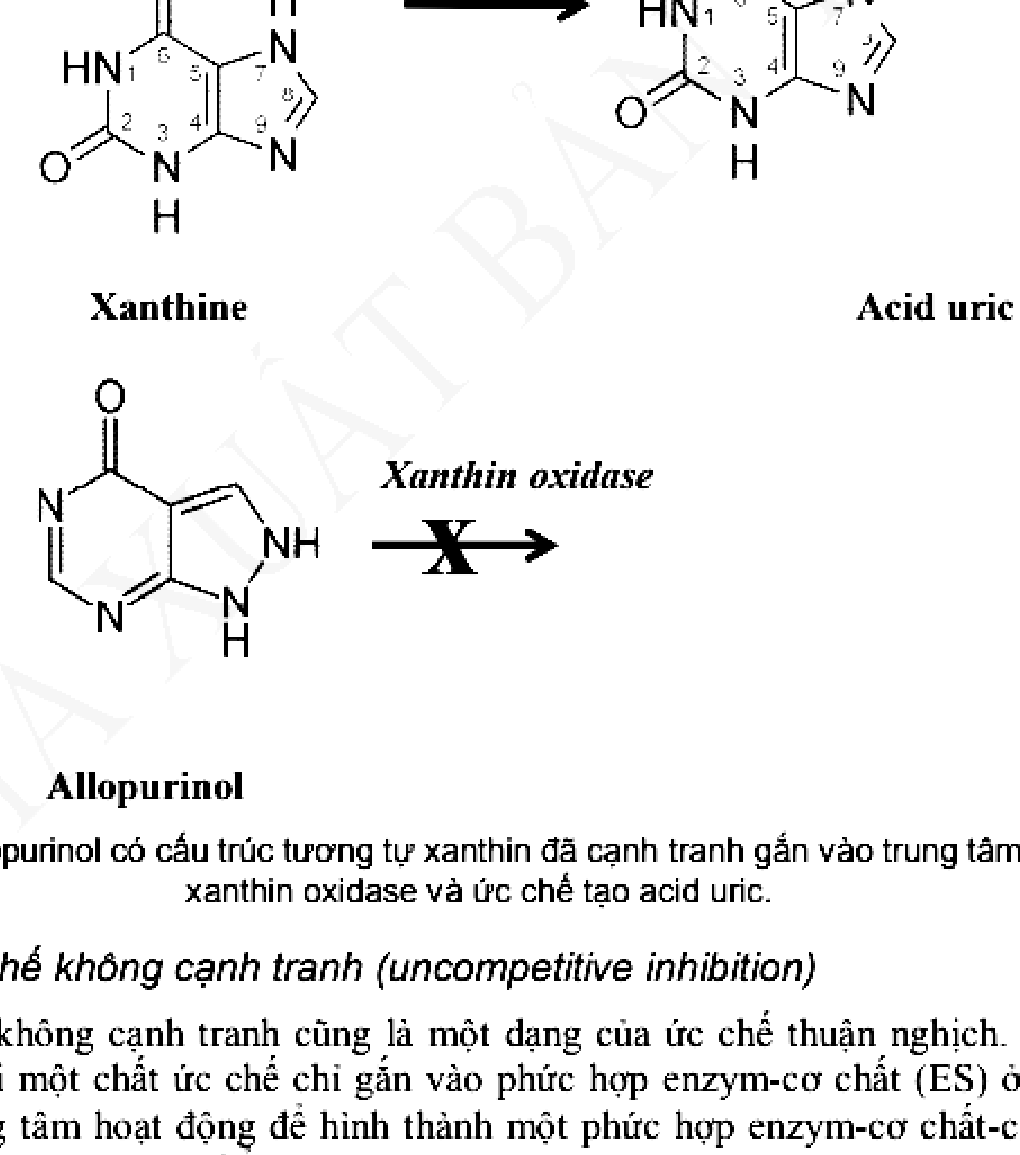 H
N
HN 1 6 5 7
8
2 3 4 9
O N N
H
HN 1 6 5 7
2 3 4 9
O N N
H
Xanthine Acid uric
O
N
Xanthin oxidase
NH
X
N N
H
Allopurinol
purinol có cấu trúc tương tự xanthin đã cạnh tranh gắn vào trung tâm
xanthin oxidase và ức chế tạo acid uric.
hế không cạnh tranh (uncompetitive inhibition)
không cạnh tranh cũng là một dạng của ức chế thuận nghịch.
i một chất ức chế chỉ gắn vào phức hợp enzym-cơ chất (ES) ở
g tâm hoạt động để hình thành một phức hợp enzym-cơ chất-c
XUẤT BẢN